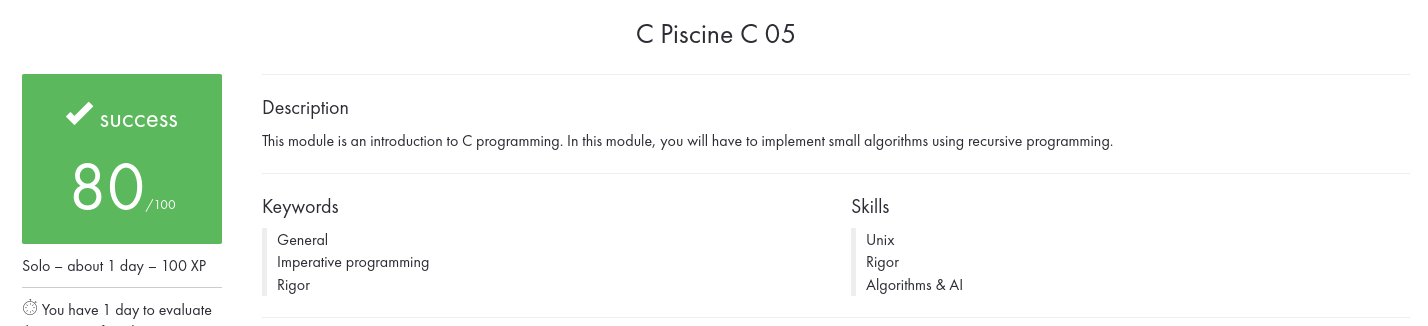 C Piscine C 05
success
80/100
Solo – about 1 day – 100 XP
You have 1 day to evaluate
Description
This module is an introduction to C programming. In this module, you will have to implement small algorithms using recursive programming.
Keywords
General
Imperative programming
Rigor
Skills
Unix
Rigor
Algorithms & AI